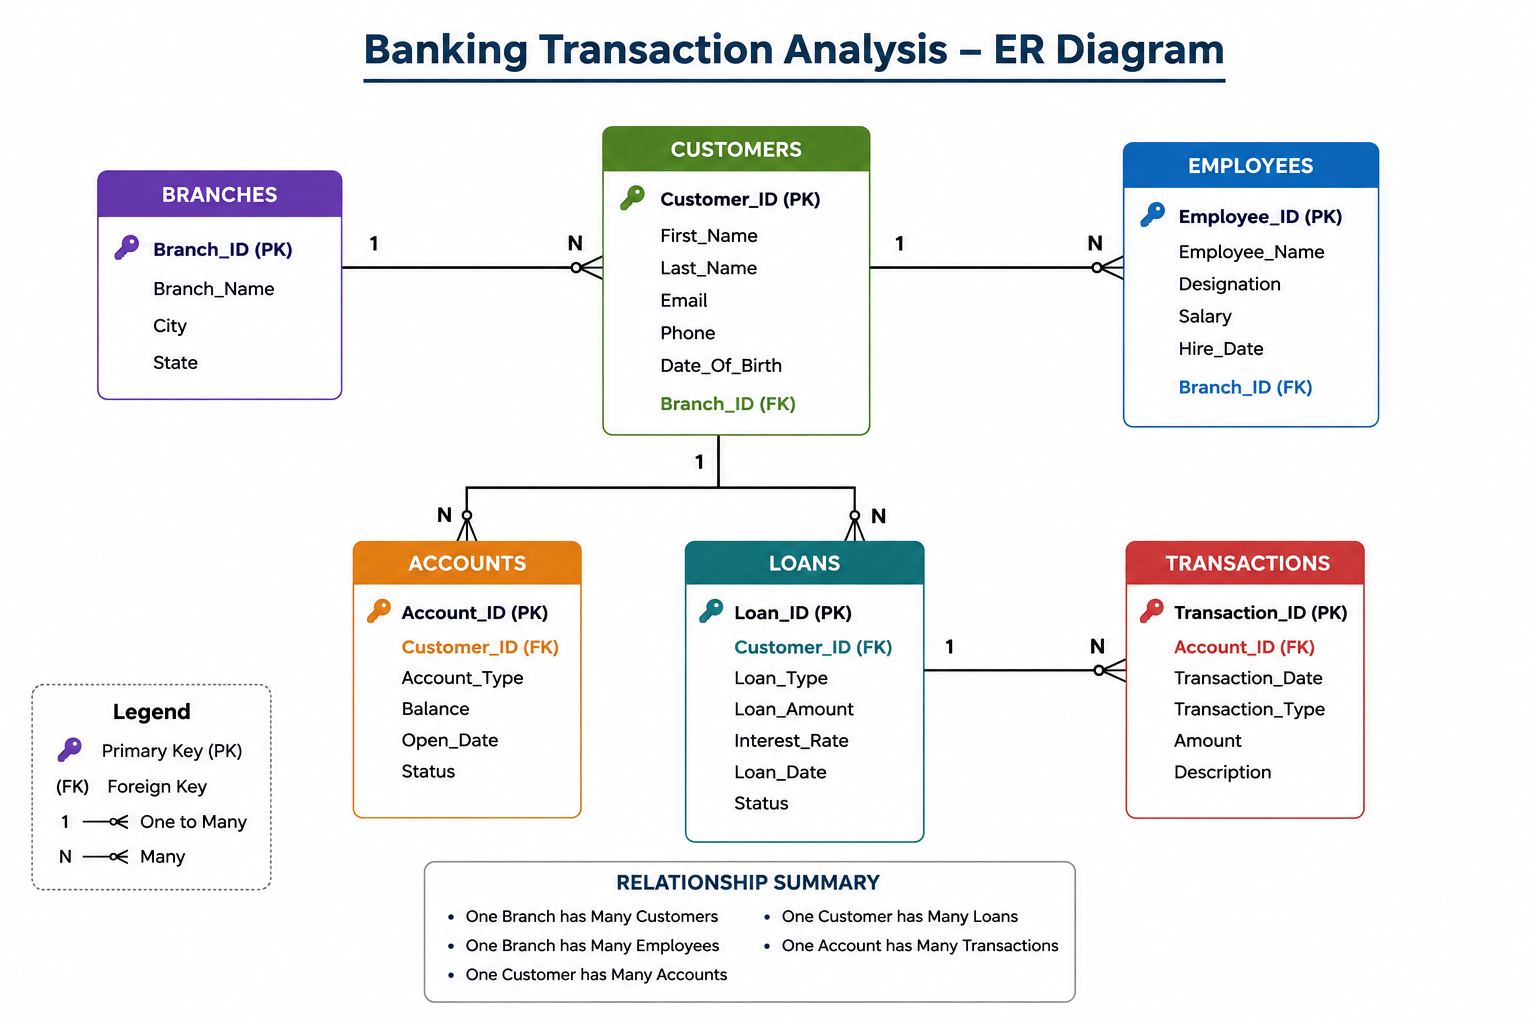 Banking Transaction Analysis – ER Diagram
BRANCHES
Branch_ID (PK)
Branch_Name
City
State
1
N
CUSTOMERS
Customer_ID (PK)
First_Name
Last_Name
Email
Phone
Date_Of_Birth
Branch_ID (FK)
1
N
EMPLOYEES
Employee_ID (PK)
Employee_Name
Designation
Salary
Hire_Date
Branch_ID (FK)
1
N
N
ACCOUNTS
Account_ID (PK)
Customer_ID (FK)
Account_Type
Balance
Open_Date
Status
LOANS
Loan_ID (PK)
Customer_ID (FK)
Loan_Type
Loan_Amount
Interest_Rate
Loan_Date
Status
1
N
TRANSACTIONS
Transaction_ID (PK)
Account_ID (FK)
Transaction_Date
Transaction_Type
Amount
Description
Legend
Primary Key (PK)
(FK) Foreign Key
1 One to Many
N Many
RELATIONSHIP SUMMARY
• One Branch has Many Customers
• One Branch has Many Employees
• One Customer has Many Accounts
• One Customer has Many Loans
• One Account has Many Transactions